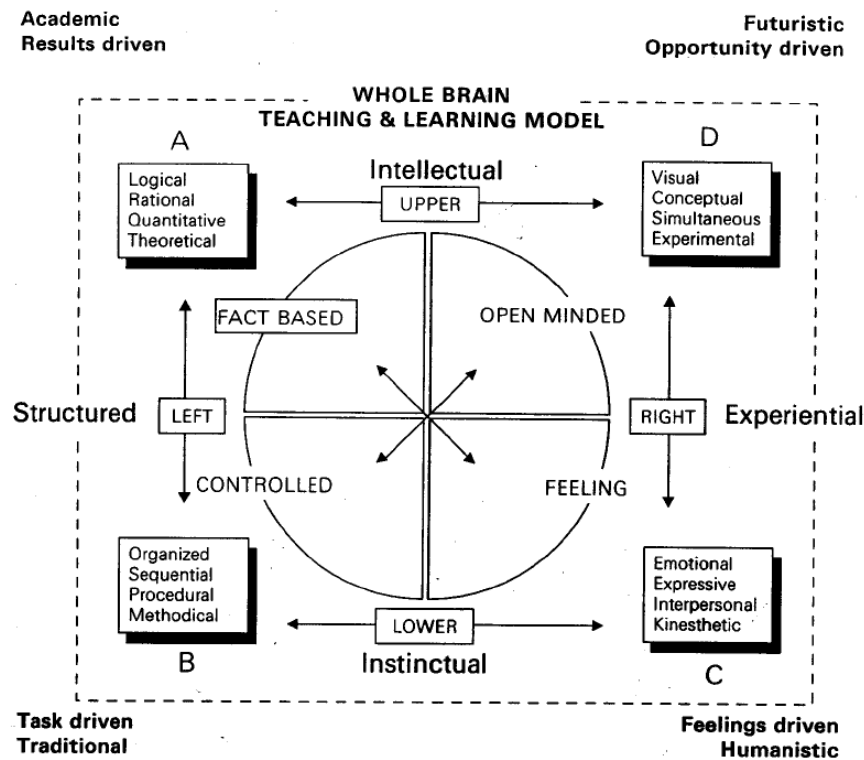 Academic
Results driven
Futuristic
Opportunity driven
WHOLE BRAIN
TEACHING & LEARNING MODEL
A
Logical
Rational
Quantitative
Theoretical
Intellectual
UPPER
D
Visual
Conceptual
Simultaneous
Experimental
FACT BASED
OPEN MINDED
Structured
LEFT
RIGHT
Experiential
CONTROLLED
FEELING
Organized
Sequential
Procedural
Methodical
B
LOWER
Instinctual
Emotional
Expressive
Interpersonal
Kinesthetic
C
Task driven
Traditional
Feelings driven
Humanistic